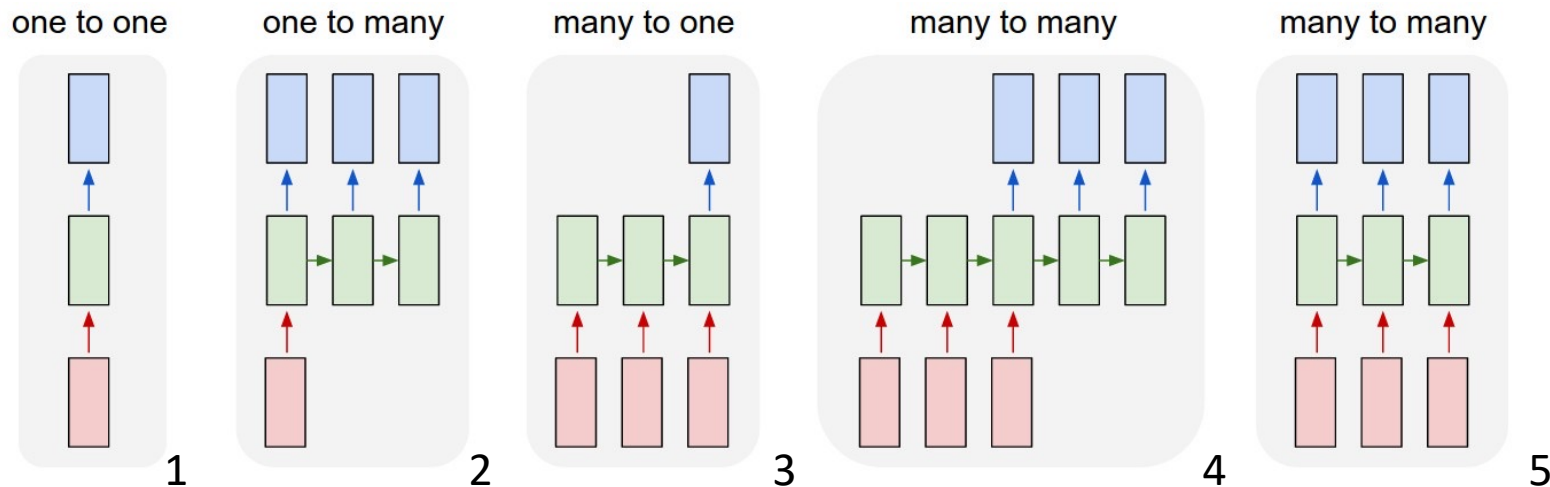 one to one
one to many
many to one
many to many
many to many
1
2
3
4
5